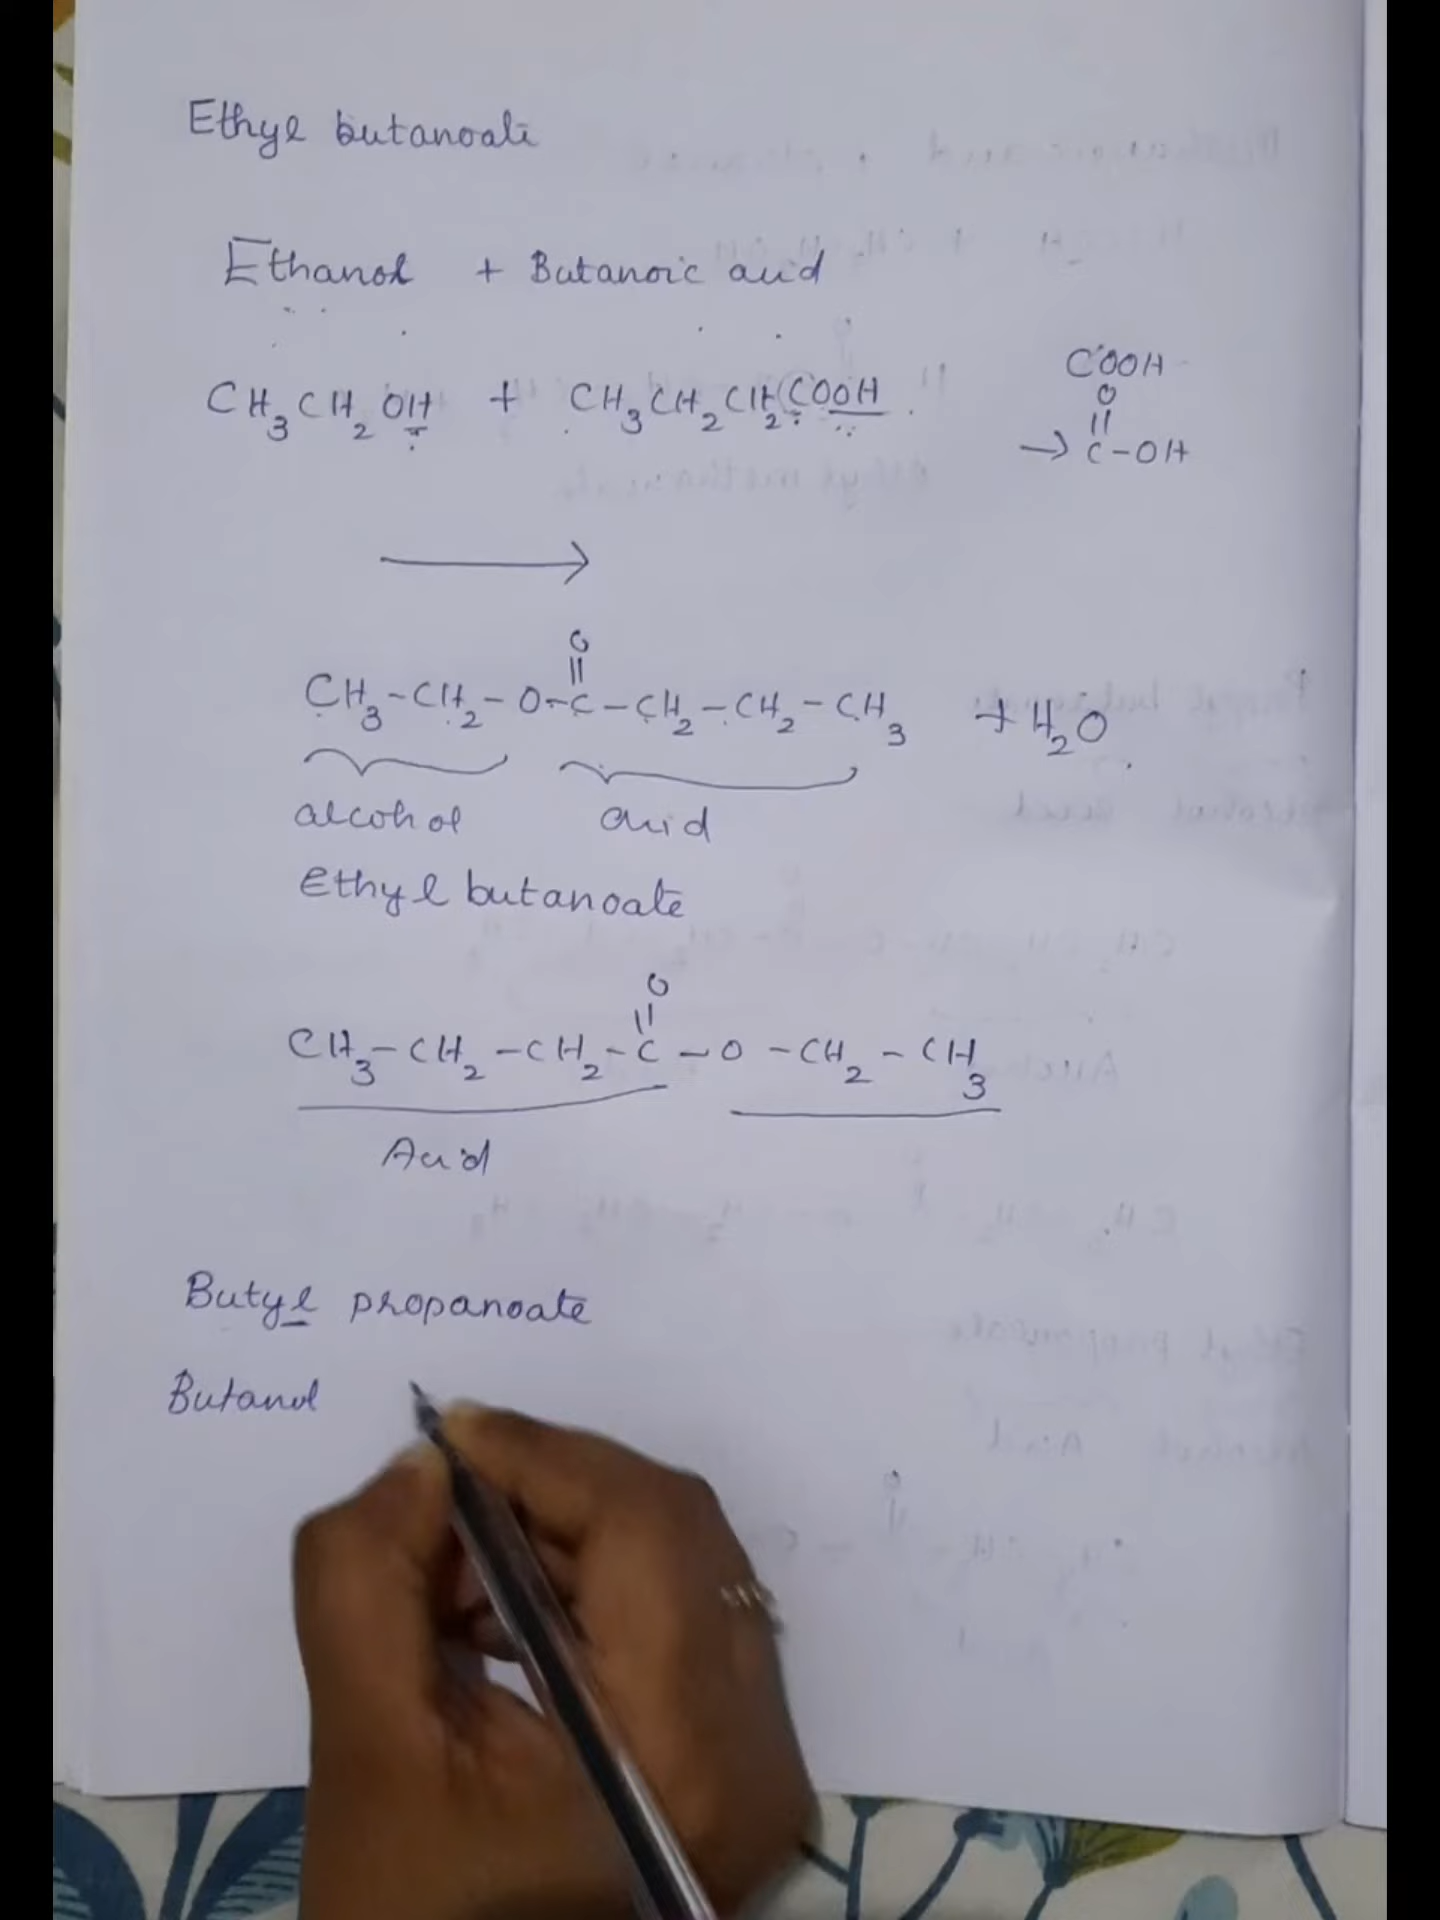 Ethyl butanoate
Ethanol + Butanoic acid
CH3CH2OH + CH3CH2CH2COOH
COOH
O
||
→ C-OH
→
O
||
CH3-CH2-O-C-CH2-CH2-CH3 + H2O
alcohol acid
Ethyl butanoate
O
||
CH3-CH2-CH2-C-O-CH2-CH3
Acid
Butyl propanoate
Butanol